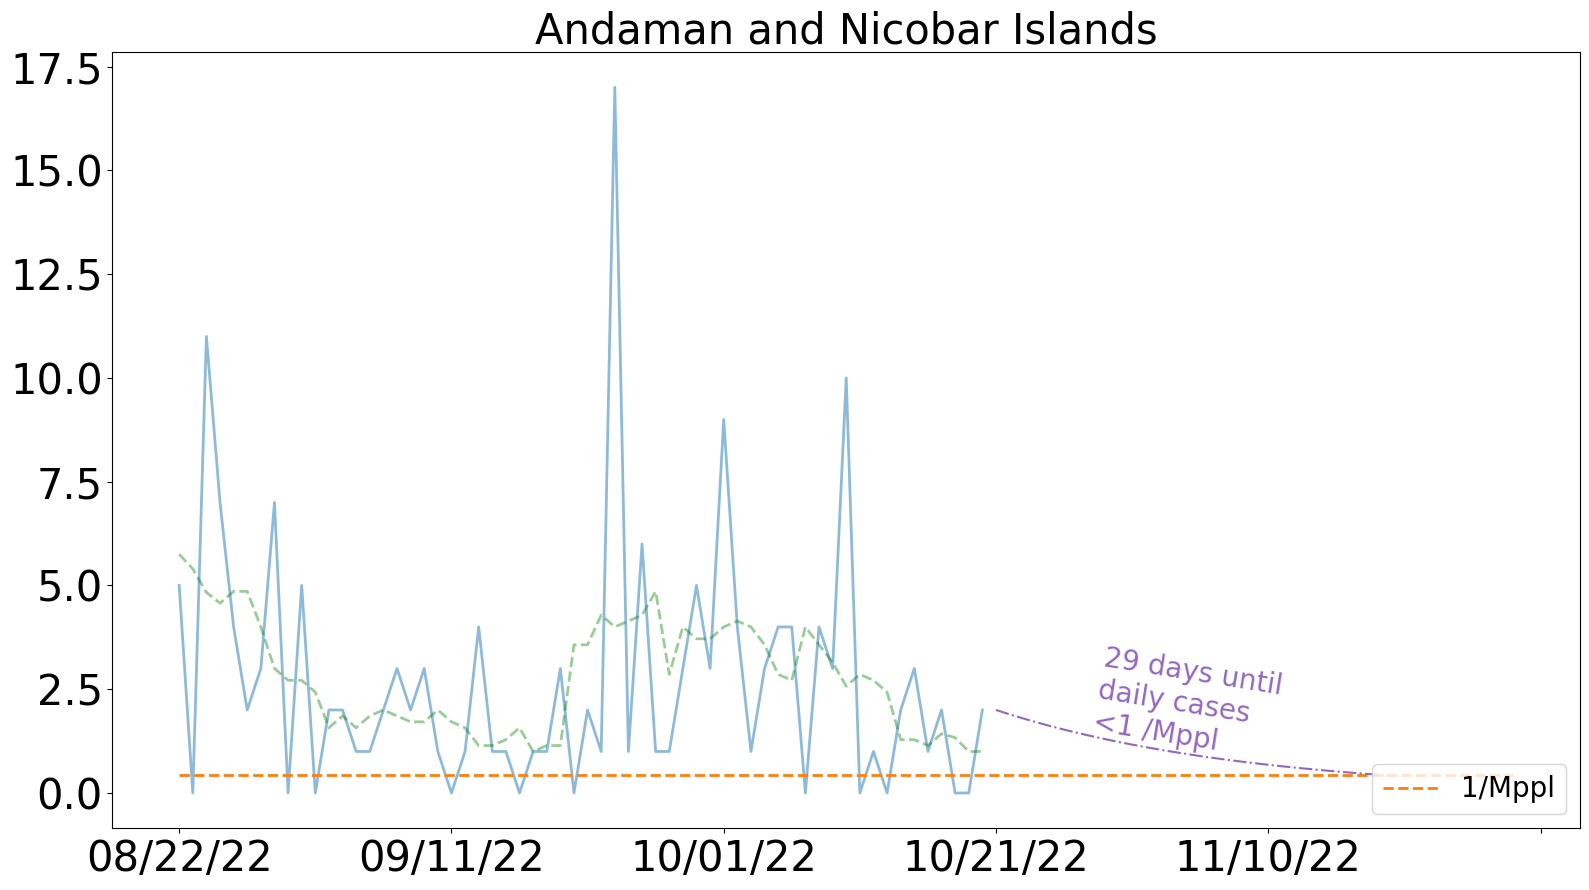 Andaman and Nicobar Islands
17.5
15.0
12.5
10.0
7.5
5.0
2.5
0.0
29 days until
daily cases
<1 /Mppl
1/Mppl
08/22/22 09/11/22 10/01/22 10/21/22 11/10/22